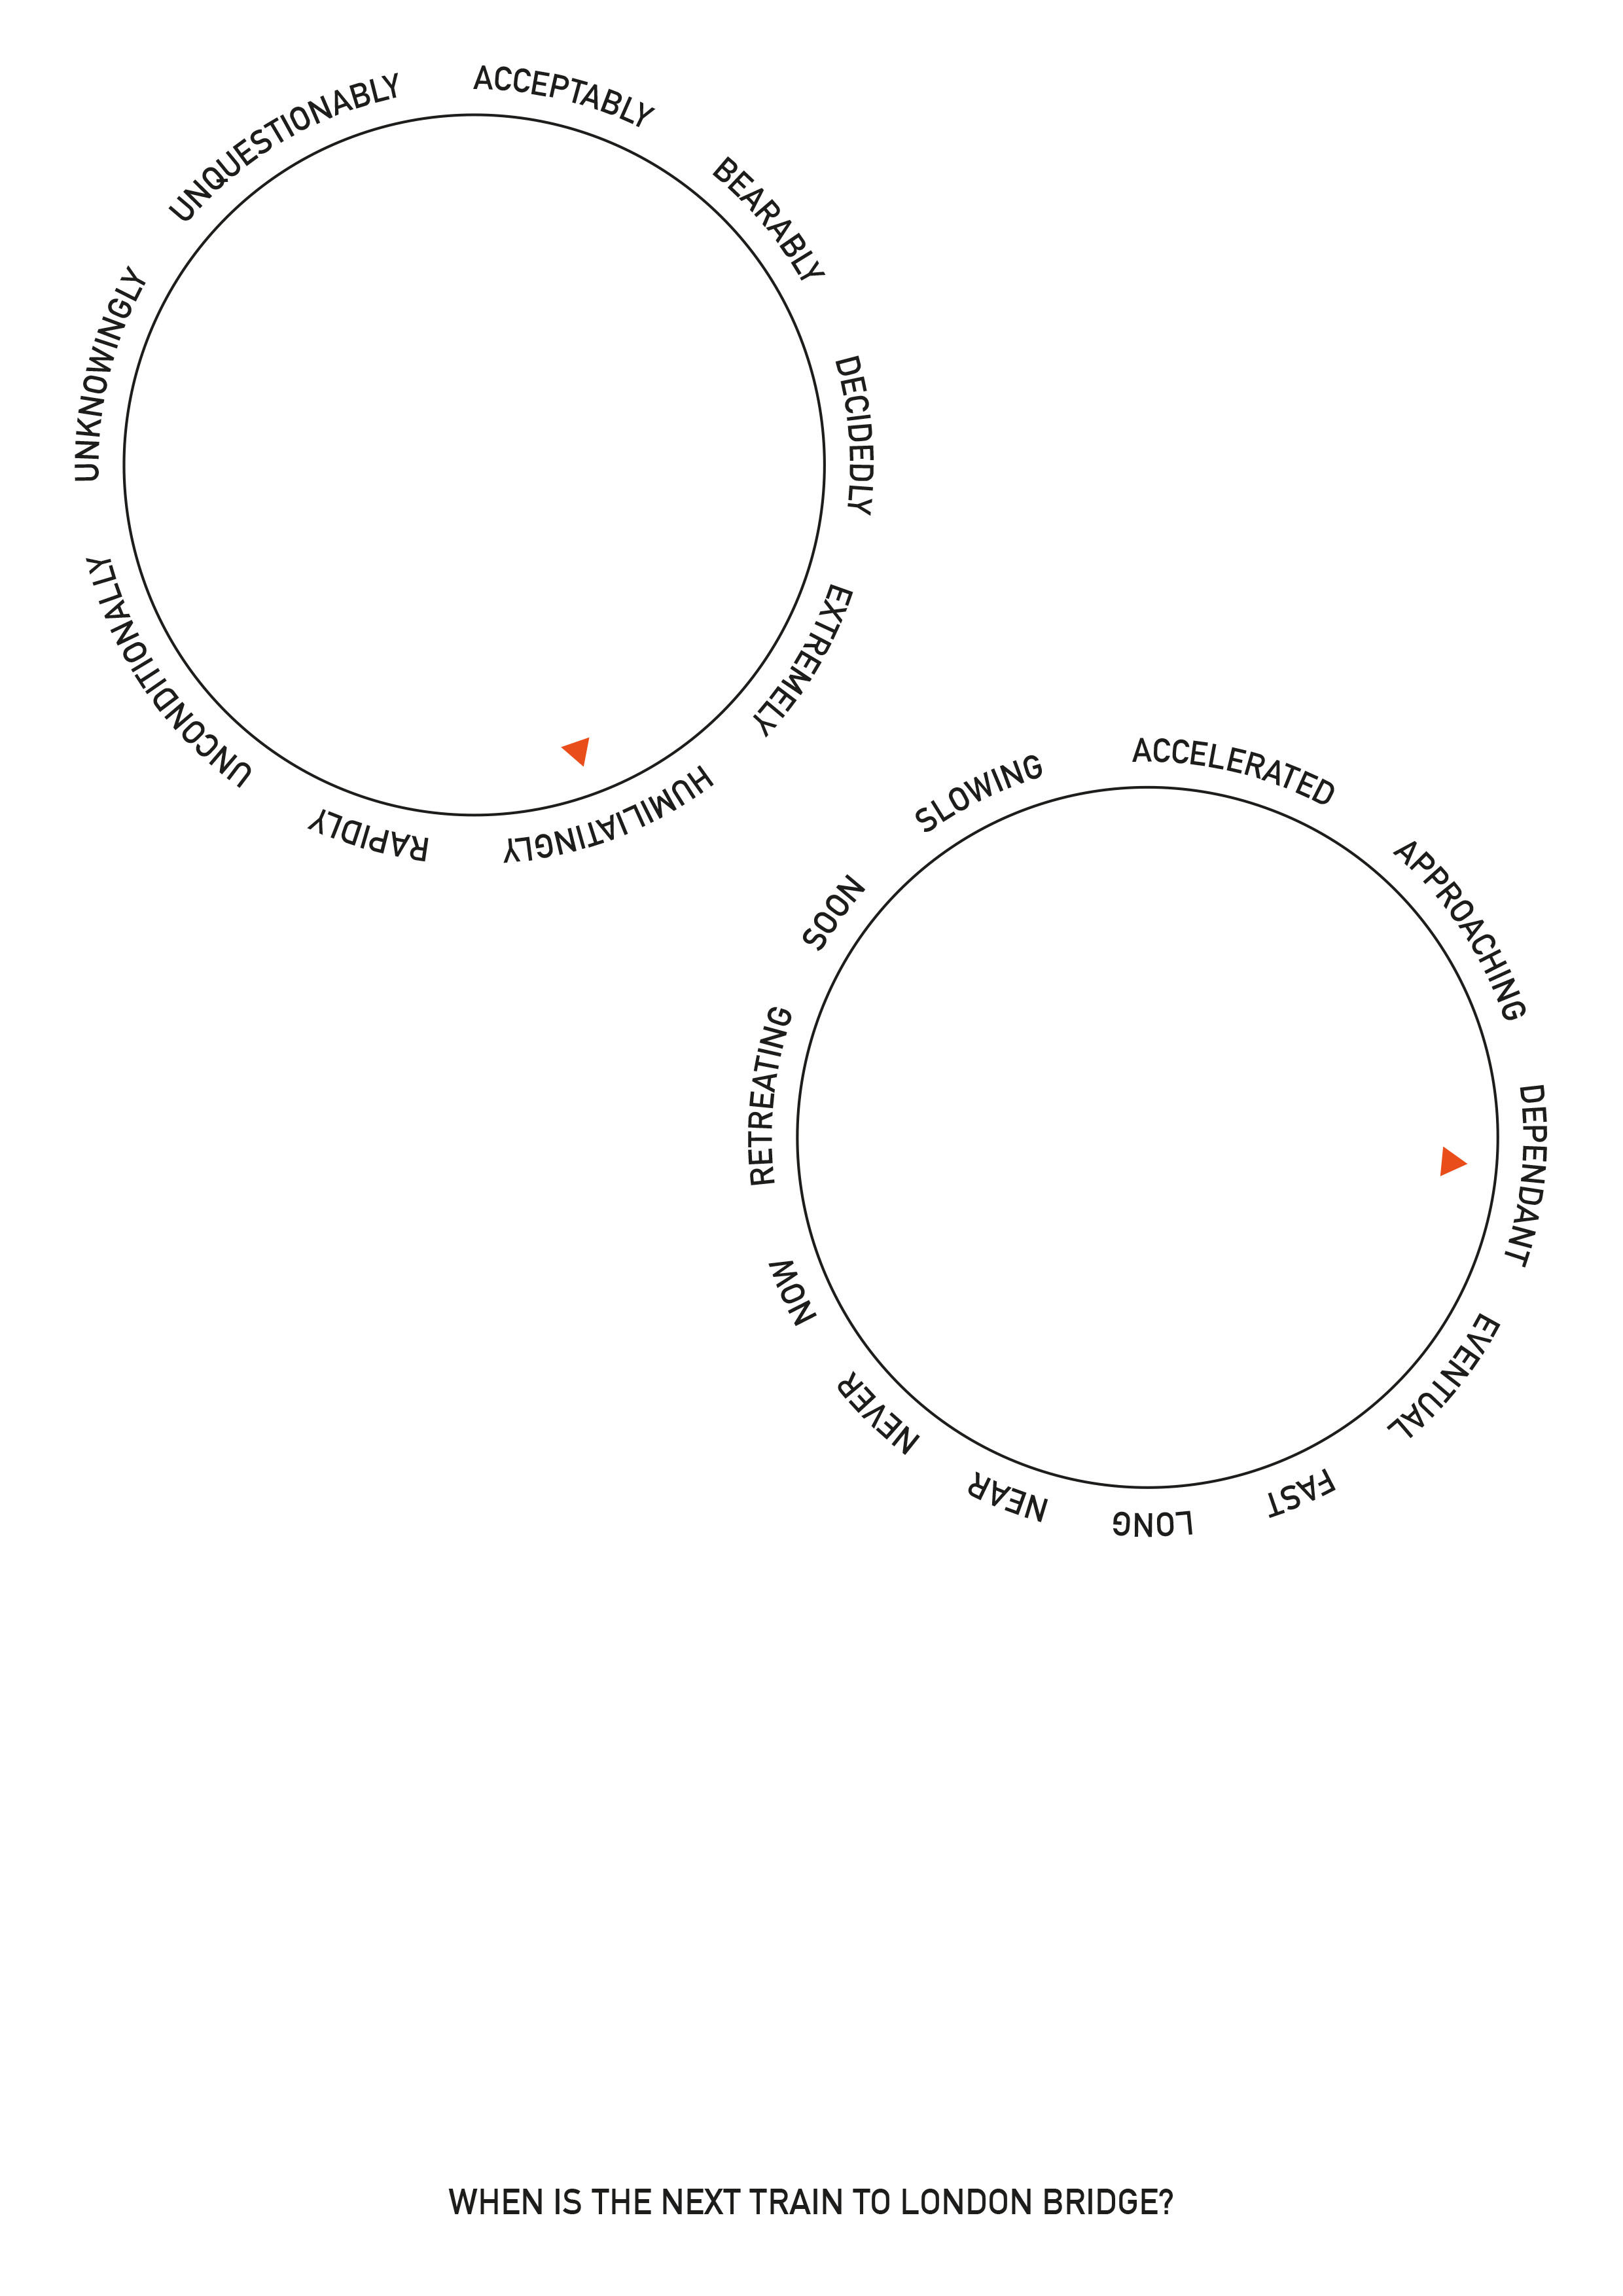 ACCEPTABLY
BEARABLY
DECIDEDLY
EXTREMELY
HUMILIATINGLY
RAPIDLY
UNCONDITIONALLY
UNKNOWINGLY
UNQUESTIONABLY
ACCELERATED
APPROACHING
DEPENDANT
EVENTUAL
FAST
LONG
NEAR
NEVER
NOW
RETREATING
SOON
SLOWING
WHEN IS THE NEXT TRAIN TO LONDON BRIDGE?